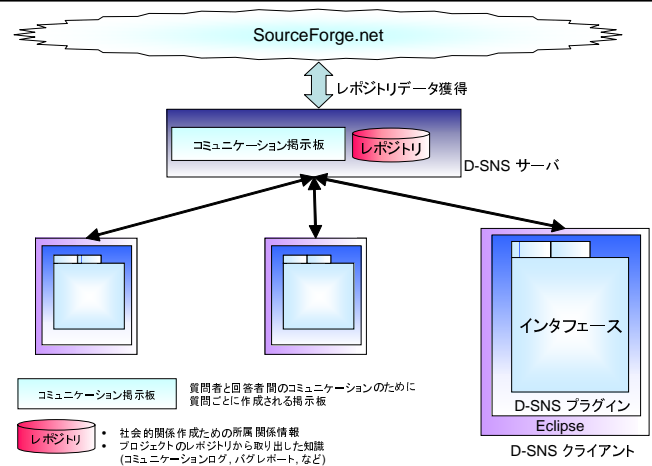 SourceForge.net
レポジトリデータ獲得
コミュニケーション掲示板
レポジトリ
D-SNS サーバ
インタフェース
D-SNS プラグイン
Eclipse
D-SNS クライアント
コミュニケーション掲示板
質問者と回答者間のコミュニケーションのために
質問ごとに作成される掲示板
レポジトリ
• 社会的関係作成ための所属関係情報
• プロジェクトのレポジトリから取り出した知識
(コミュニケーションログ, バグレポート, など)